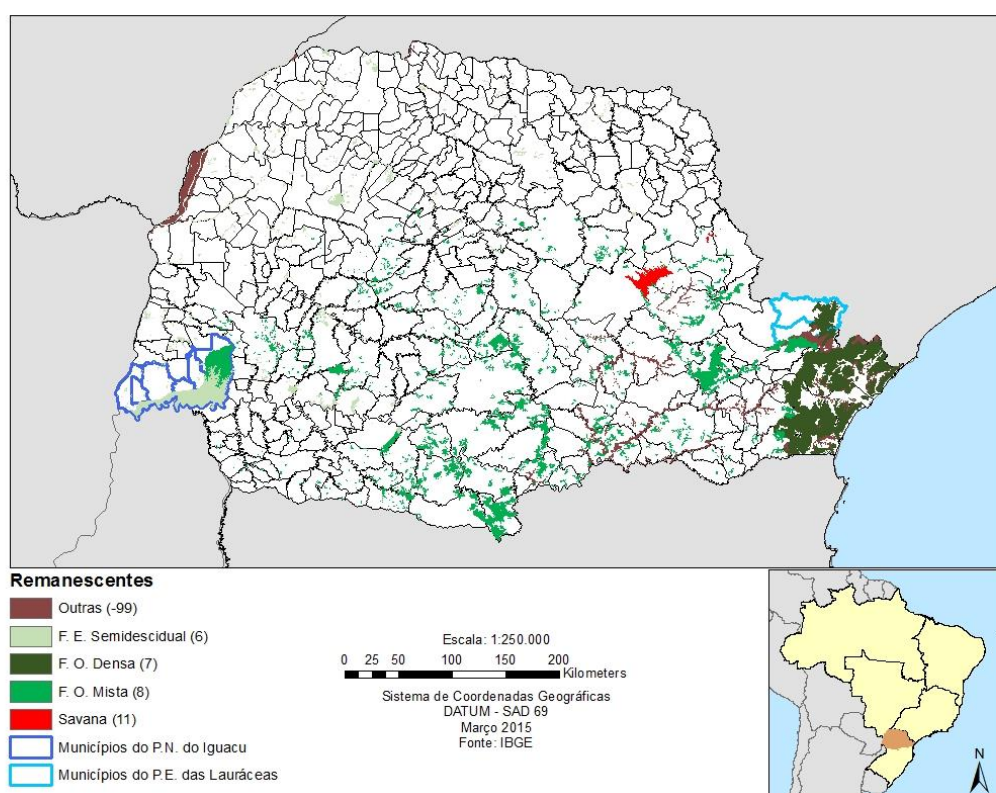 Remanescentes
Outras (-99)
F. E. Semidescidual (6)
F. O. Densa (7)
F. O. Mista (8)
Savana (11)
Municípios do P.N. do Iguacu
Municípios do P.E. das Lauráceas
Escala: 1:250.000
0 25 50 100 150 200
Kilometers
Sistema de Coordenadas Geográficas
DATUM - SAD 69
Março 2015
Fonte: IBGE
N